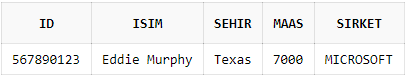 ID ISIM SEHIR MAAS SIRKET
567890123 Eddie Murphy Texas 7000 MICROSOFT